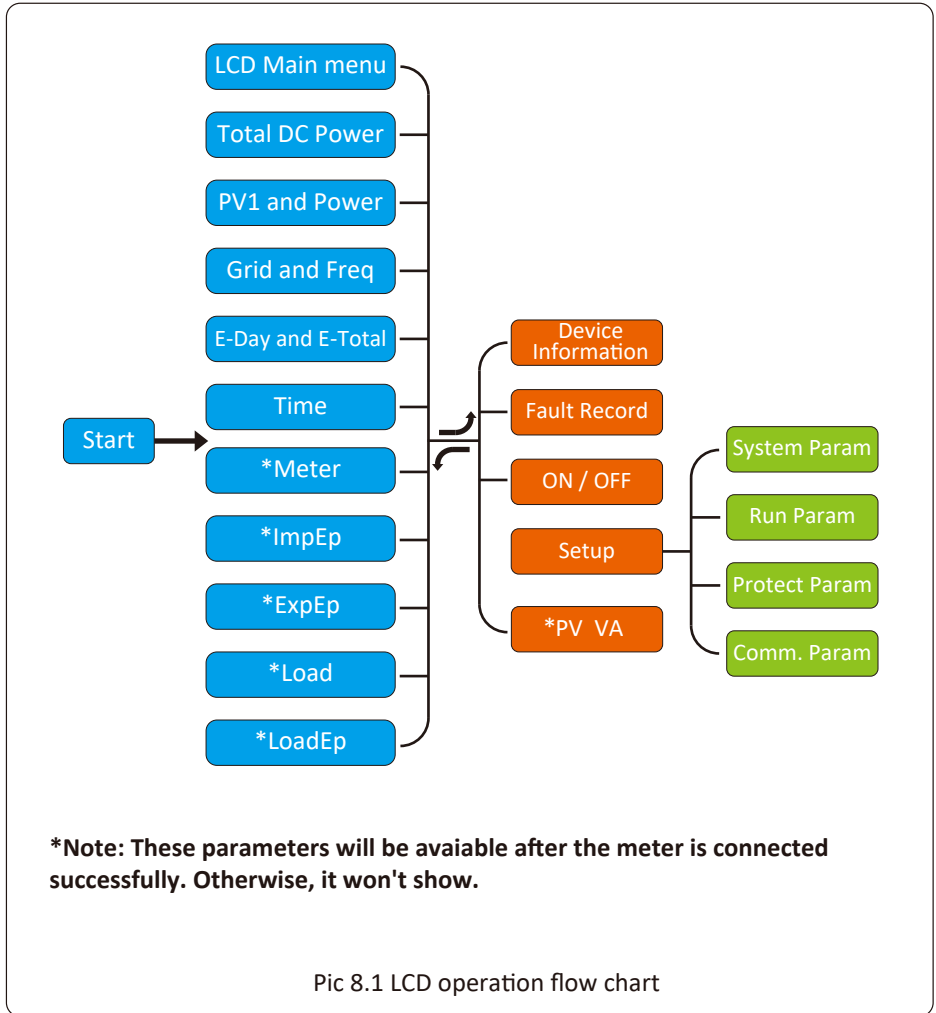 LCD Main menu
Total DC Power
PV1 and Power
Grid and Freq
E-Day and E-Total
Time
Start
*Meter
*ImpEp
*ExpEp
*Load
*LoadEp
Device
Information
Fault Record
ON / OFF
Setup
*PV VA
System Param
Run Param
Protect Param
Comm. Param
*Note: These parameters will be avaiable after the meter is connected
successfully. Otherwise, it won't show.
Pic 8.1 LCD operation flow chart